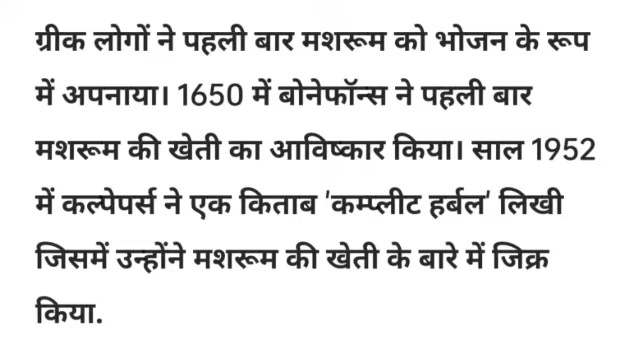 ग्रीक लोगों ने पहली बार मशरूम को भोजन के रूप
में अपनाया। 1650 में बोनेफॉन्स ने पहली बार
मशरूम की खेती का आविष्कार किया। साल 1952
में कल्पेपर्स ने एक किताब 'कम्प्लीट हर्बल' लिखी
जिसमें उन्होंने मशरूम की खेती के बारे में जिक्र
किया.